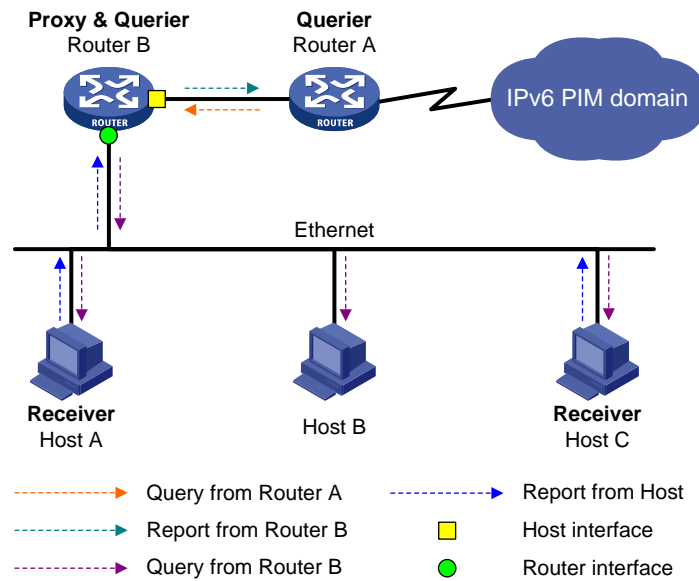 Proxy & Querier
Router B
Querier
Router A
ROUTER
ROUTER
IPv6 PIM domain
Ethernet
Receiver
Host A
Host B
Receiver
Host C
Query from Router A
Report from Host
Report from Router B
Host interface
Query from Router B
Router interface